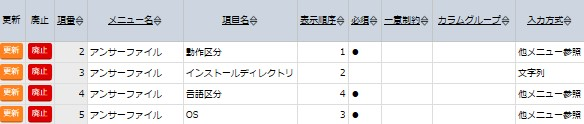 更新 廃止 項番 メニュー名 項目名 表示順序 必須 一意制約 カラムグループ 入力方式
更新 廃止 2 アンサーファイル 動作区分 1 ● 他メニュー参照
更新 廃止 3 アンサーファイル インストールディレクトリ 2 文字列
更新 廃止 4 アンサーファイル 言語区分 4 ● 他メニュー参照
更新 廃止 5 アンサーファイル OS 3 ● 他メニュー参照